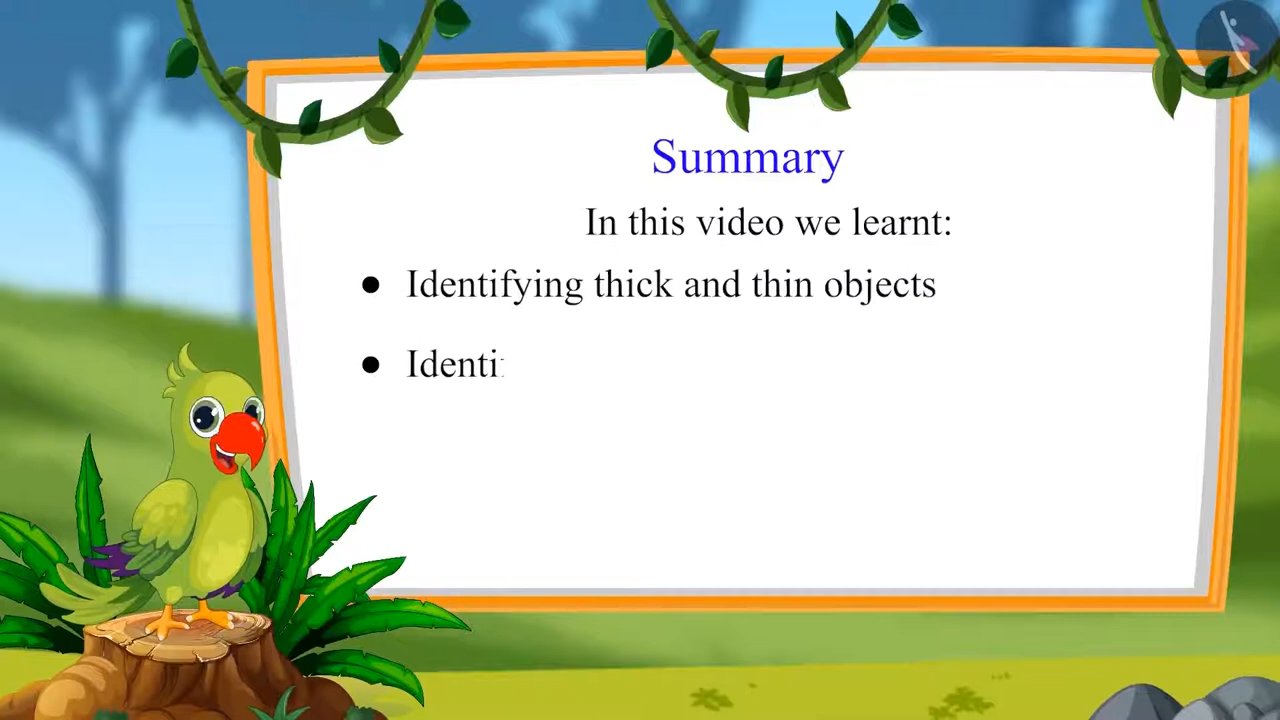 Summary
In this video we learnt:
● Identifying thick and thin objects
● Identi